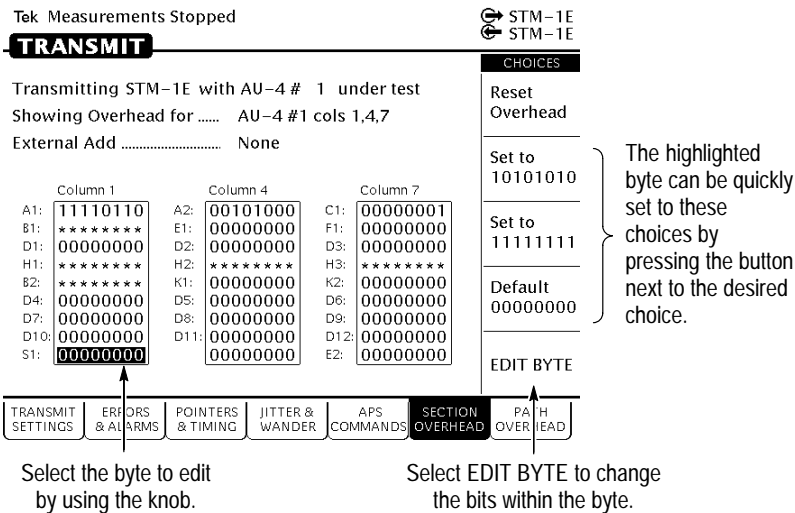 Tek Measurements Stopped
STM-1E
STM-1E
TRANSMIT
CHOICES
Transmitting STM-1E with AU-4 # 1 under test
Showing Overhead for ...... AU-4 #1 cols 1,4,7
External Add ............................ None
Reset
Overhead
Set to
10101010
Set to
11111111
Default
00000000
EDIT BYTE
The highlighted
byte can be quickly
set to these
choices by
pressing the button
next to the desired
choice.
Column 1 Column 4 Column 7
A1: 11110110 A2: 00101000 C1: 00000001
B1: ******** E1: 00000000 F1: 00000000
D1: 00000000 D2: 00000000 D3: 00000000
H1: ******** H2: ******** H3: ********
B2: ******** K1: 00000000 K2: 00000000
D4: 00000000 D5: 00000000 D6: 00000000
D7: 00000000 D8: 00000000 D9: 00000000
D10: 00000000 D11: 00000000 D12: 00000000
S1: 00000000 00000000 E2: 00000000
TRANSMIT ERRORS POINTERS JITTER & APS SECTION PATH
SETTINGS & ALARMS & TIMING WANDER COMMANDS OVERHEAD OVERHEAD
Select the byte to edit
by using the knob.
Select EDIT BYTE to change
the bits within the byte.